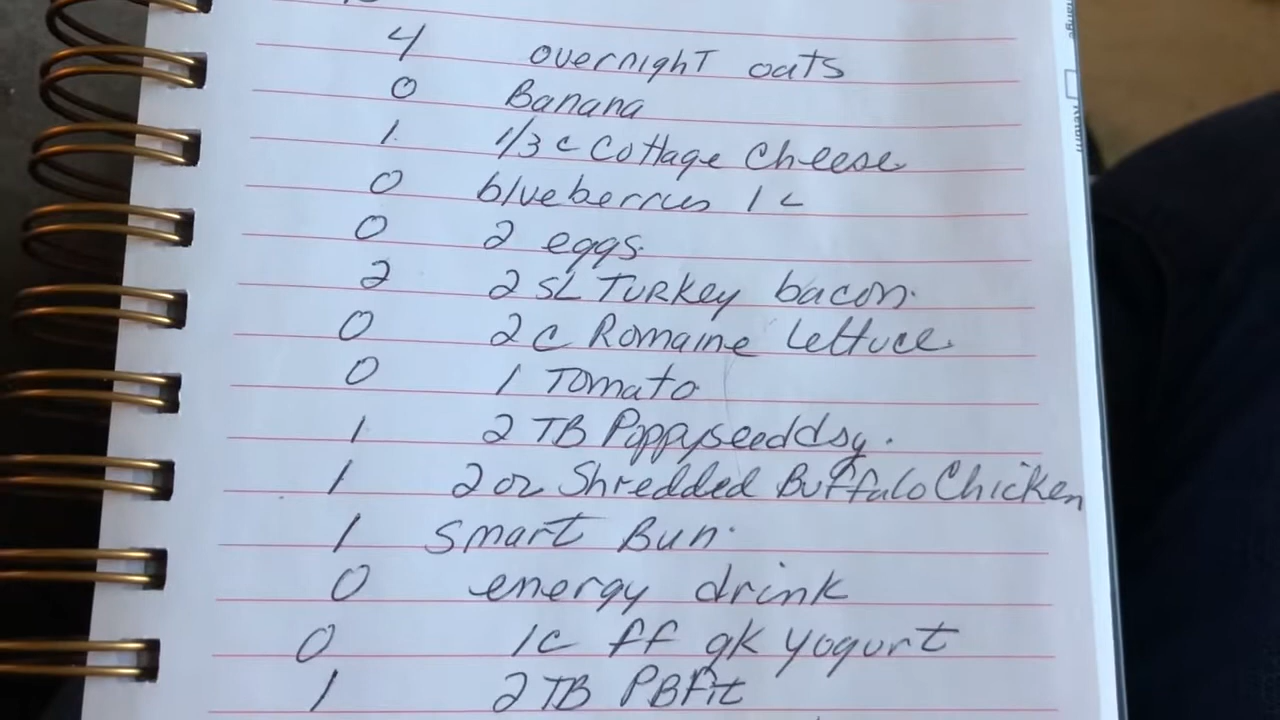 4 overnight oats
0 Banana
1 1/3 c Cottage Cheese
0 blueberries 1 c
0 2 eggs
2 2 SL Turkey bacon
0 2 c Romaine Lettuce
0 1 Tomato
1 2 TB Poppyseed dsg.
1 2 oz Shredded Buffalo Chicken
1 Smart Bun
0 energy drink
0 1c ff gk yogurt
1 2 TB PBFit
Return